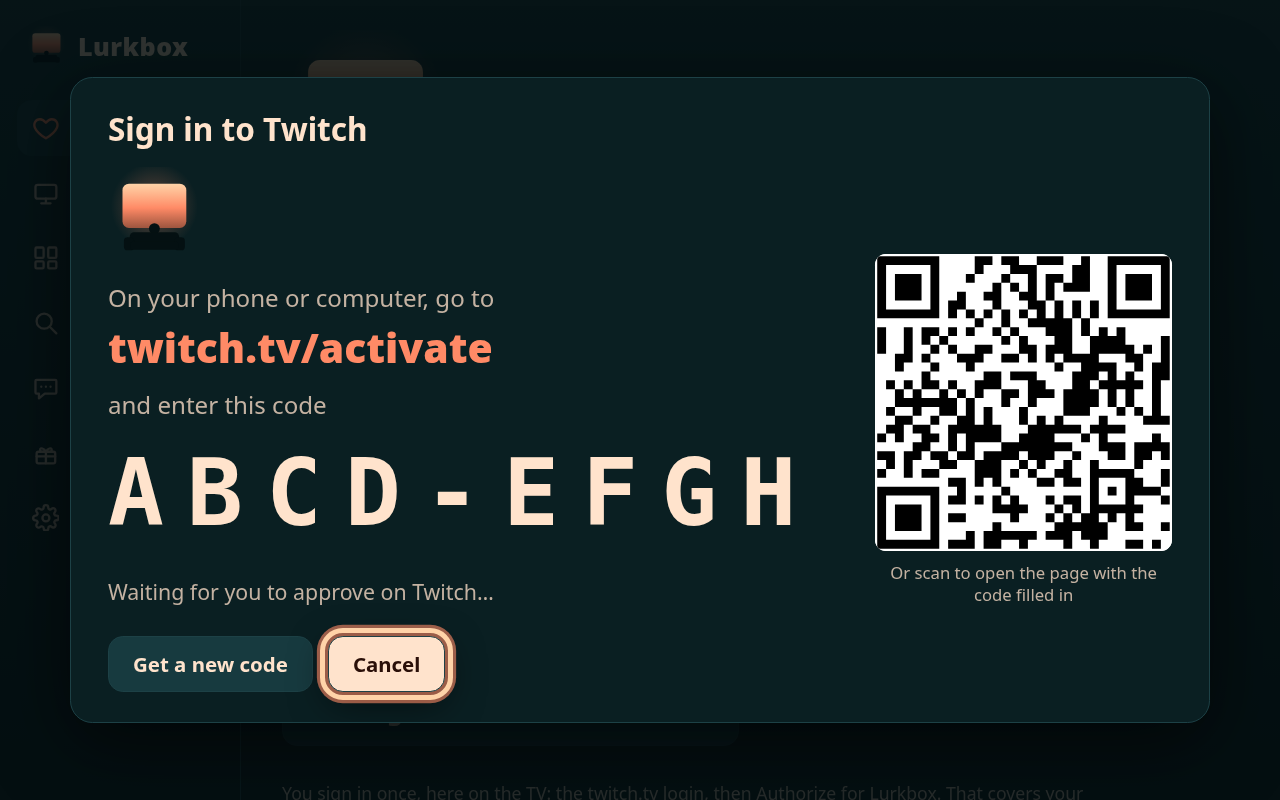 Lurkbox
Sign in to Twitch
On your phone or computer, go to
twitch.tv/activate
and enter this code
ABCD-EFGH
Or scan to open the page with the
code filled in
Waiting for you to approve on Twitch...
Get a new code
Cancel
You sign in once, here on the TV: the twitch.tv login, then Authorize for Lurkbox. That covers your